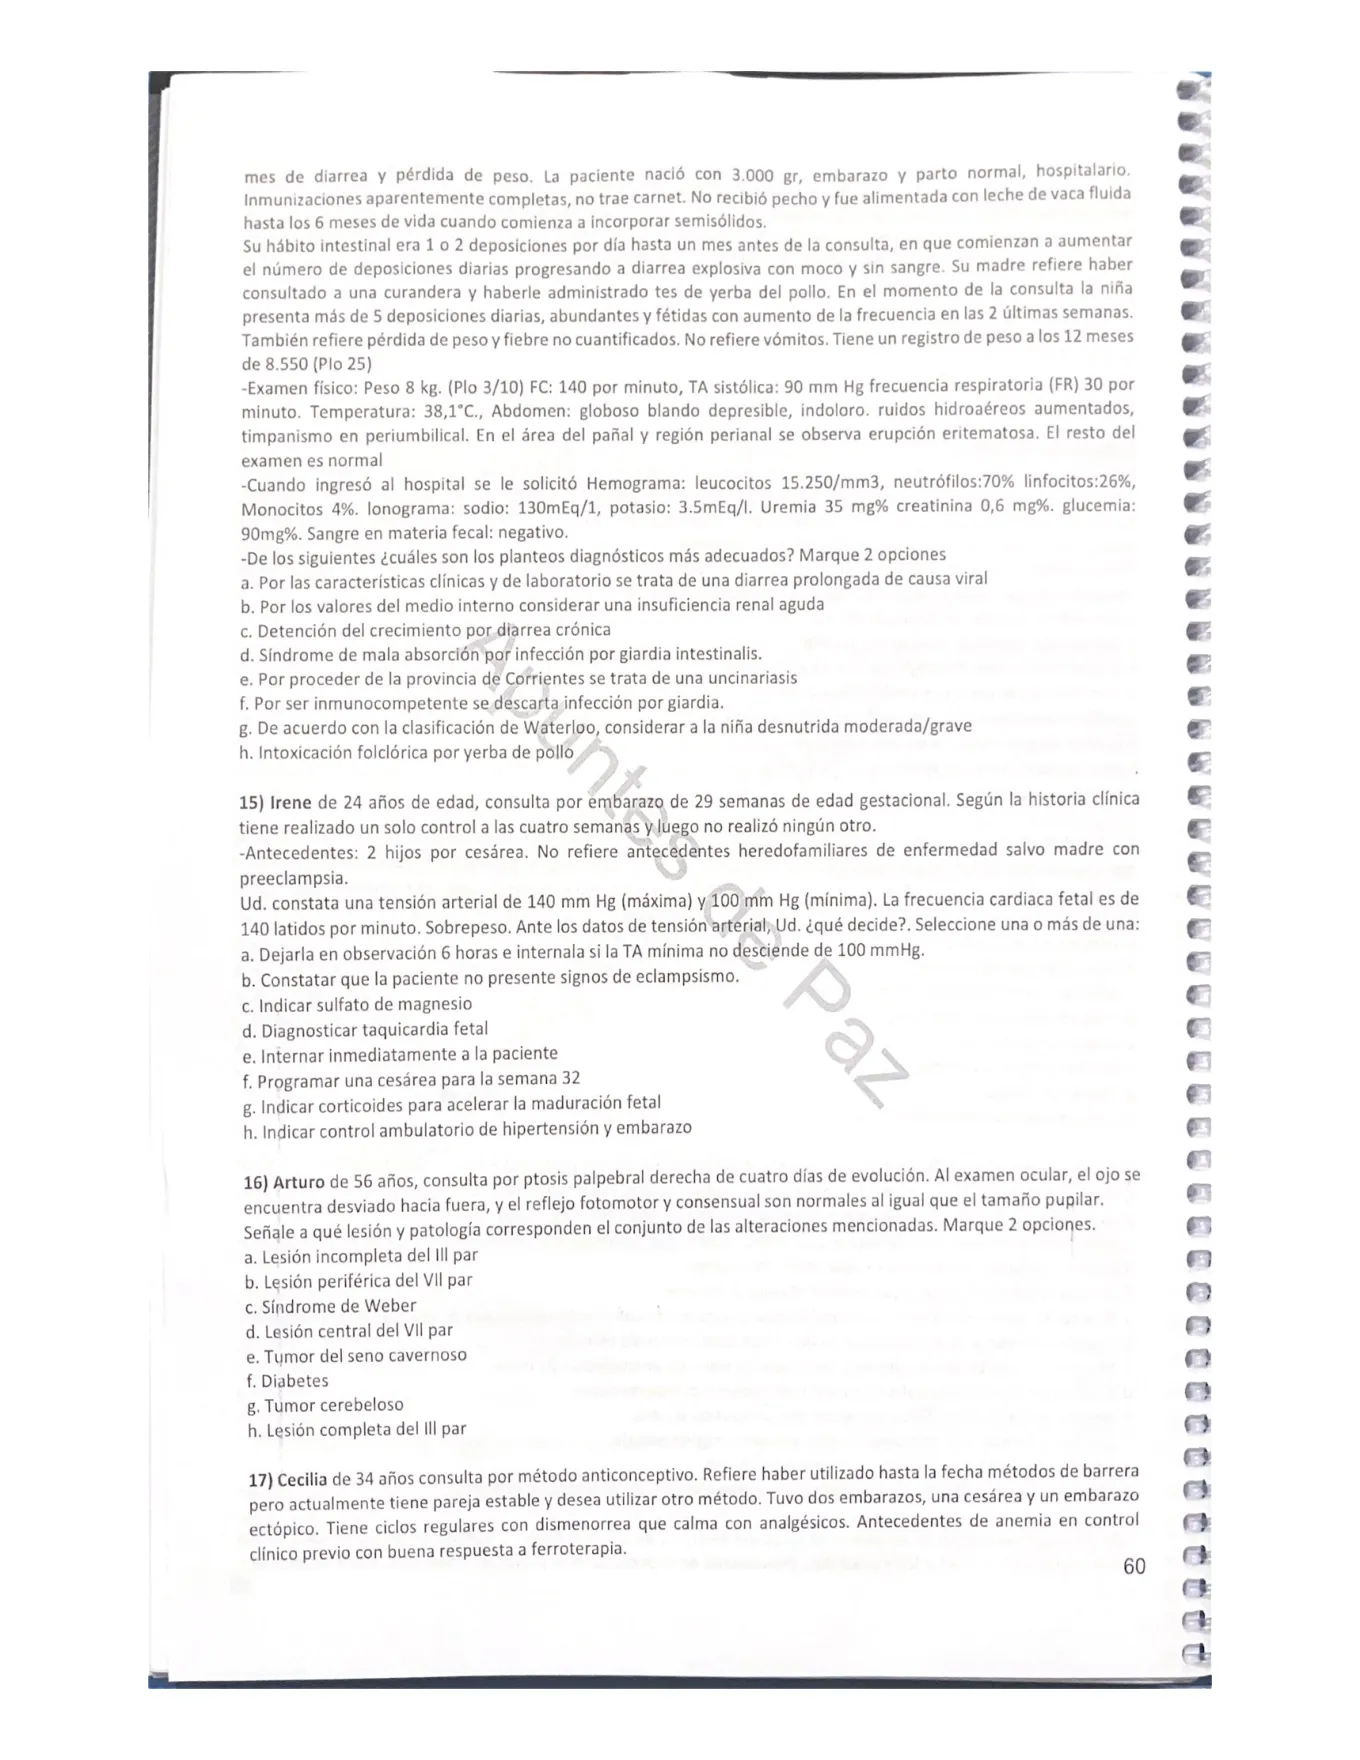 mes de diarrea y pérdida de peso. La paciente nació con 3.000 gr, embarazo y parto normal, hospitalario.
Inmunizaciones aparentemente completas, no trae carnet. No recibió pecho y fue alimentada con leche de vaca fluida
hasta los 6 meses de vida cuando comienza a incorporar semisólidos.
Su hábito intestinal era 1 o 2 deposiciones por día hasta un mes antes de la consulta, en que comienzan a aumentar
el número de deposiciones diarias progresando a diarrea explosiva con moco y sin sangre. Su madre refiere haber
consultado a una curandera y haberle administrado tes de yerba del pollo. En el momento de la consulta la niña
presenta más de 5 deposiciones diarias, abundantes y fétidas con aumento de la frecuencia en las 2 últimas semanas.
También refiere pérdida de peso y fiebre no cuantificados. No refiere vómitos. Tiene un registro de peso a los 12 meses
de 8.550 (Plo 25)
-Examen físico: Peso 8 kg. (Plo 3/10) FC: 140 por minuto, TA sistólica: 90 mm Hg frecuencia respiratoria (FR) 30 por
minuto. Temperatura: 38,1°C., Abdomen: globoso blando depresible, indoloro. ruidos hidroaéreos aumentados,
timpanismo en periumbilical. En el área del pañal y región perianal se observa erupción eritematosa. El resto del
examen es normal
-Cuando ingresó al hospital se le solicitó Hemograma: leucocitos 15.250/mm3, neutrófilos:70% linfocitos:26%,
Monocitos 4%. Ionograma: sodio: 130mEq/1, potasio: 3.5mEq/l. Uremia 35 mg% creatinina 0,6 mg%. glucemia:
90mg%. Sangre en materia fecal: negativo.
-De los siguientes ¿cuáles son los planteos diagnósticos más adecuados? Marque 2 opciones
a. Por las características clínicas y de laboratorio se trata de una diarrea prolongada de causa viral
b. Por los valores del medio interno considerar una insuficiencia renal aguda
c. Detención del crecimiento por diarrea crónica
d. Síndrome de mala absorción por infección por giardia intestinalis.
e. Por proceder de la provincia de Corrientes se trata de una uncinariasis
f. Por ser inmunocompetente se descarta infección por giardia.
g. De acuerdo con la clasificación de Waterloo, considerar a la niña desnutrida moderada/grave
h. Intoxicación folclórica por yerba de pollo
15) Irene de 24 años de edad, consulta por embarazo de 29 semanas de edad gestacional. Según la historia clínica
tiene realizado un solo control a las cuatro semanas y luego no realizó ningún otro.
-Antecedentes: 2 hijos por cesárea. No refiere antecedentes heredofamiliares de enfermedad salvo madre con
preeclampsia.
Ud. constata una tensión arterial de 140 mm Hg (máxima) y 100 mm Hg (mínima). La frecuencia cardiaca fetal es de
140 latidos por minuto. Sobrepeso. Ante los datos de tensión arterial, Ud. ¿qué decide?. Seleccione una o más de una:
a. Dejarla en observación 6 horas e internala si la TA mínima no desciende de 100 mmHg.
b. Constatar que la paciente no presente signos de eclampsismo.
c. Indicar sulfato de magnesio
d. Diagnosticar taquicardia fetal
e. Internar inmediatamente a la paciente
f. Programar una cesárea para la semana 32
g. Indicar corticoides para acelerar la maduración fetal
h. Indicar control ambulatorio de hipertensión y embarazo
16) Arturo de 56 años, consulta por ptosis palpebral derecha de cuatro días de evolución. Al examen ocular, el ojo se
encuentra desviado hacia fuera, y el reflejo fotomotor y consensual son normales al igual que el tamaño pupilar.
Señale a qué lesión y patología corresponden el conjunto de las alteraciones mencionadas. Marque 2 opciones.
a. Lesión incompleta del III par
b. Lesión periférica del VII par
c. Síndrome de Weber
d. Lesión central del VII par
e. Tumor del seno cavernoso
f. Diabetes
g. Tumor cerebeloso
h. Lesión completa del III par
17) Cecilia de 34 años consulta por método anticonceptivo. Refiere haber utilizado hasta la fecha métodos de barrera
pero actualmente tiene pareja estable y desea utilizar otro método. Tuvo dos embarazos, una cesárea y un embarazo
ectópico. Tiene ciclos regulares con dismenorrea que calma con analgésicos. Antecedentes de anemia en control
clínico previo con buena respuesta a ferroterapia.
60
Apuntes de Paz